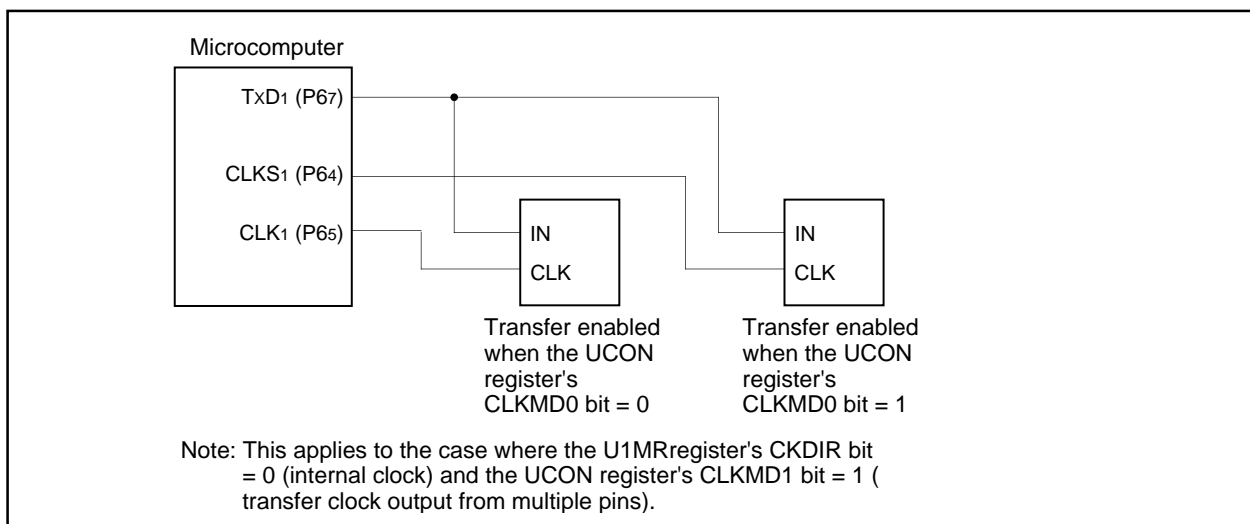 Microcomputer
TXD1 (P67)
CLKS1 (P64)
CLK1 (P65)
IN
CLK
IN
CLK
Transfer enabled
when the UCON
register's
CLKMD0 bit = 0
Transfer enabled
when the UCON
register's
CLKMD0 bit = 1
Note: This applies to the case where the U1MRregister's CKDIR bit
= 0 (internal clock) and the UCON register's CLKMD1 bit = 1 (
transfer clock output from multiple pins).